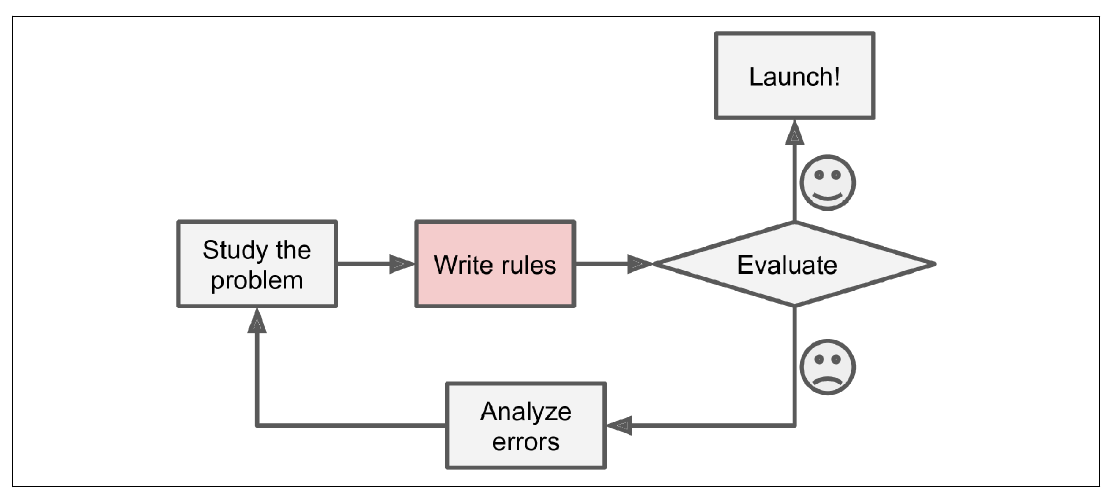 Launch!
Study the
problem
Write rules
Evaluate
Analyze
errors